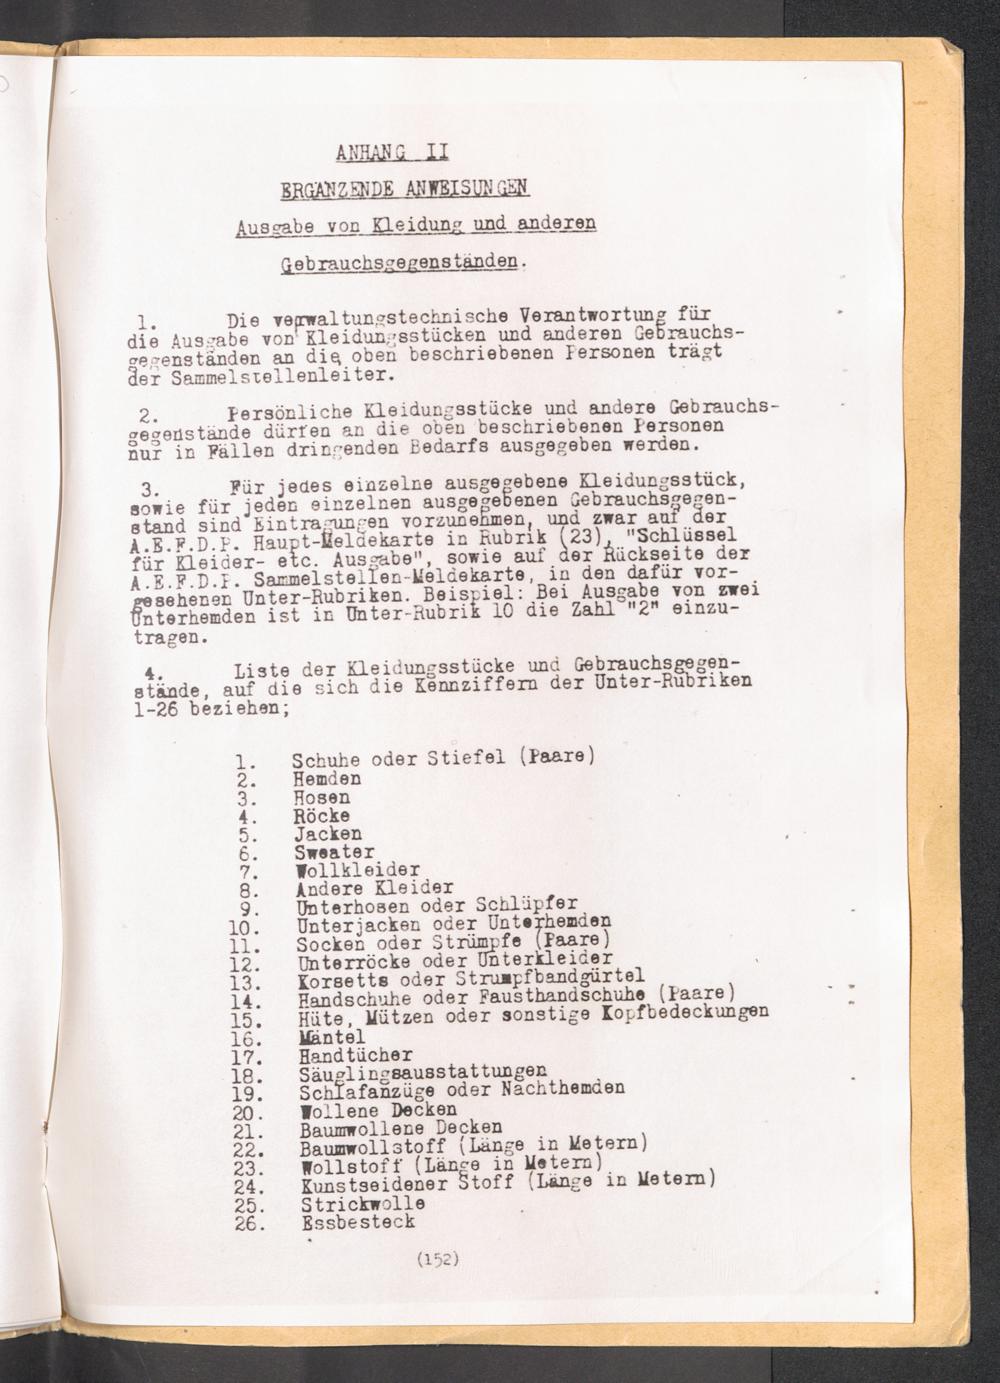 ANHANG II
ERGÄNZENDE ANWEISUNGEN
Ausgabe von Kleidung und anderen
Gebrauchsgegenständen.
1. Die verwaltungstechnische Verantwortung für
die Ausgabe von Kleidungsstücken und anderen Gebrauchs-
gegenständen an die oben beschriebenen Personen trägt
der Sammelstellenleiter.
2. Persönliche Kleidungsstücke und andere Gebrauchs-
gegenstände dürfen an die oben beschriebenen Personen
nur in Fällen dringenden Bedarfs ausgegeben werden.
3. Für jedes einzelne ausgegebene Kleidungsstück,
sowie für jeden einzelnen ausgegebenen Gebrauchsgegen-
stand sind Eintragungen vorzunehmen, und zwar auf der
A.E.F.D.P. Haupt-Meldekarte in Rubrik (23), "Schlüssel
für Kleider- etc. Ausgabe", sowie auf der Rückseite der
A.E.F.D.P. Sammelstellen-Meldekarte, in den dafür vor-
gesehenen Unter-Rubriken. Beispiel: Bei Ausgabe von zwei
Unterhemden ist in Unter-Rubrik 10 die Zahl "2" einzu-
tragen.
4. Liste der Kleidungsstücke und Gebrauchsgegen-
stände, auf die sich die Kennziffern der Unter-Rubriken
1-26 beziehen;
1. Schuhe oder Stiefel (Paare)
2. Hemden
3. Hosen
4. Röcke
5. Jacken
6. Sweater
7. Wollkleider
8. Andere Kleider
9. Unterhosen oder Schlüpfer
10. Unterjacken oder Unterhemden
11. Socken oder Strümpfe (Paare)
12. Unterröcke oder Unterkleider
13. Korsetts oder Strumpfbandgürtel
14. Handschuhe oder Fausthandschuhe (Paare)
15. Hüte, Mützen oder sonstige Kopfbedeckungen
16. Mäntel
17. Handtücher
18. Säuglingsausstattungen
19. Schlafanzüge oder Nachthemden
20. Wollene Decken
21. Baumwollene Decken
22. Baumwollstoff (Länge in Metern)
23. Wollstoff (Länge in Metern)
24. Kunstseidener Stoff (Länge in Metern)
25. Strickwolle
26. Essbesteck
(152)